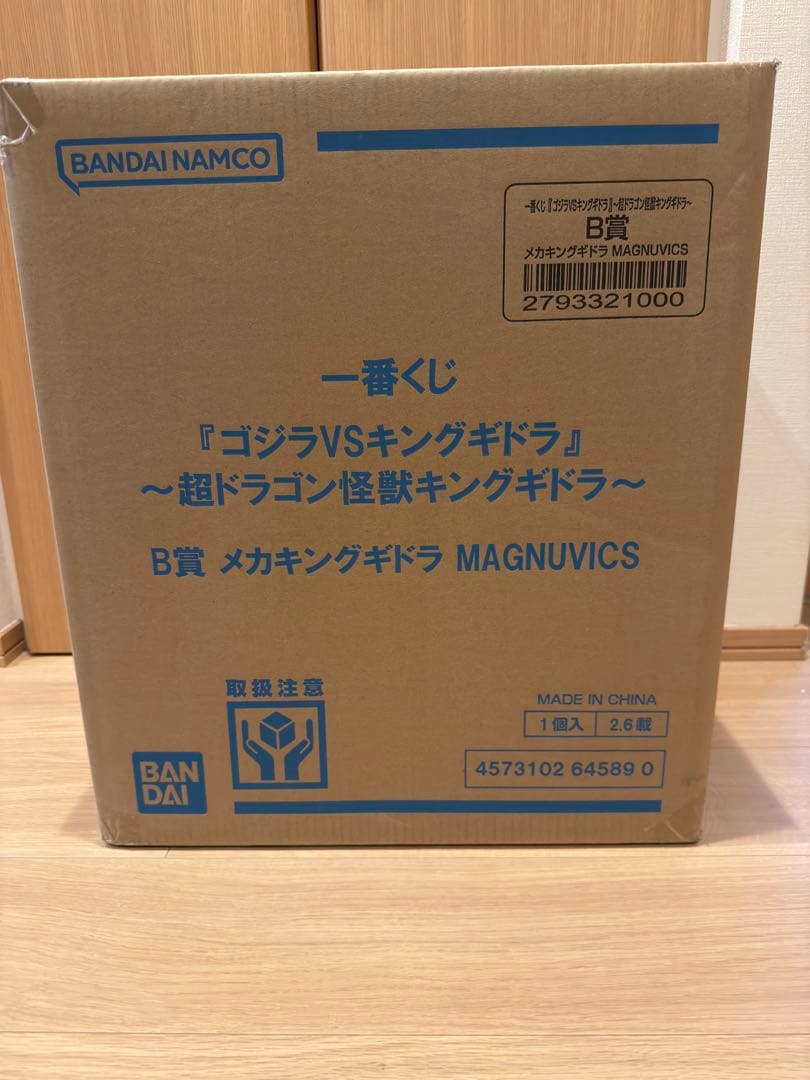 BANDAI NAMCO
一番くじ『ゴジラVSキングギドラ』~超ドラゴン怪獣キングギドラ~
B賞
メカキングギドラ MAGNUVICS
2793321000
一番くじ
『ゴジラVSキングギドラ』
~超ドラゴン怪獣キングギドラ~
B賞 メカキングギドラ MAGNUVICS
取扱注意
MADE IN CHINA
1個入 2.6載
BAN
DAI
4573102 64589 0